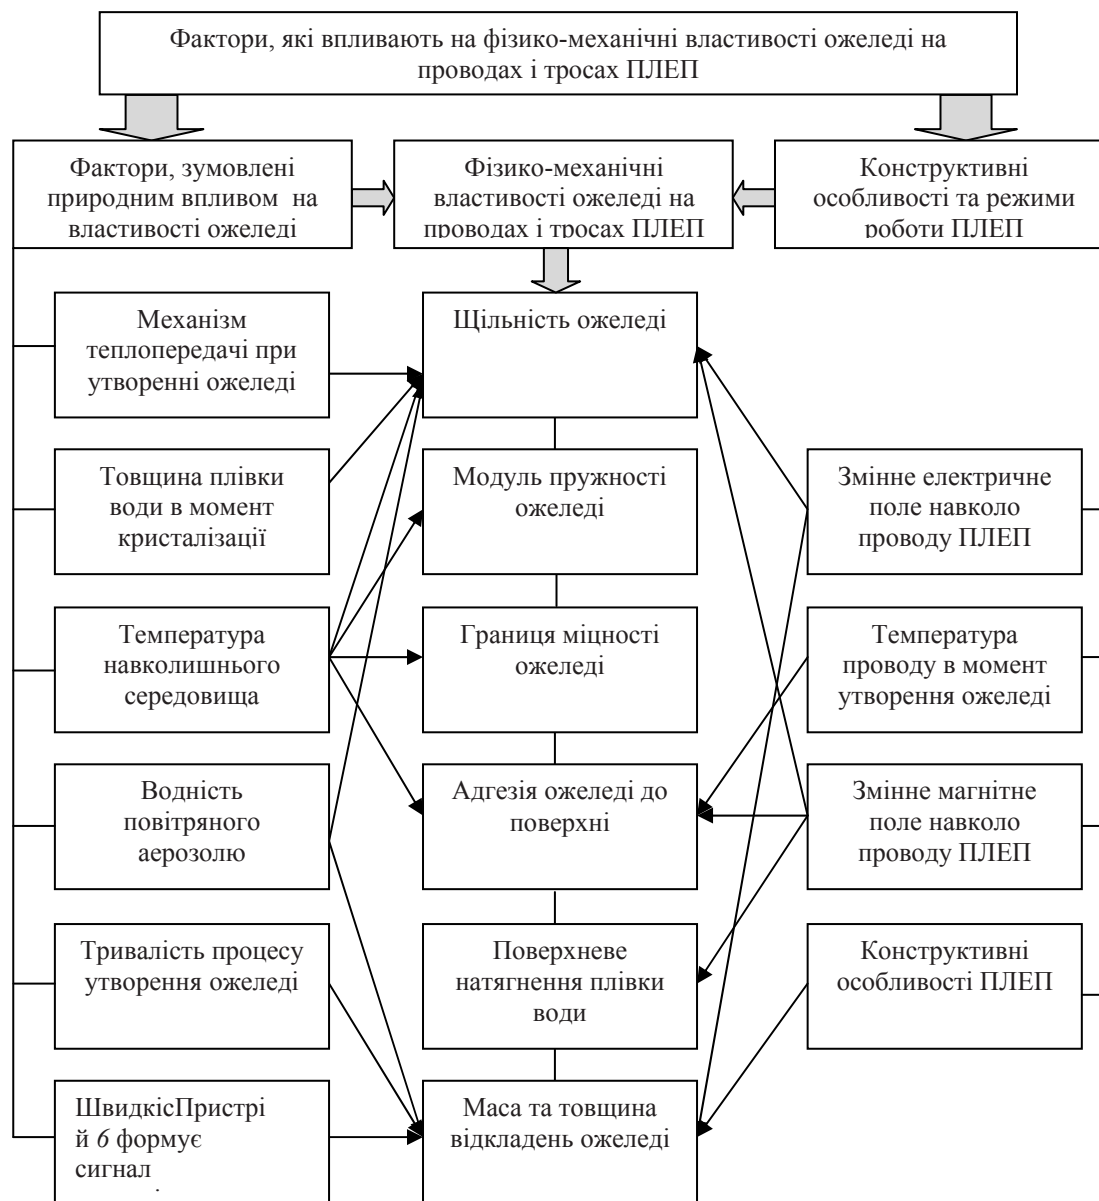 Фактори, які впливають на фізико-механічні властивості ожеледі на
проводах і тросах ПЛЕП
Фактори, зумовлені
природним впливом на
властивості ожеледі
Фізико-механічні
властивості ожеледі на
проводах і тросах ПЛЕП
Конструктивні
особливості та режими
роботи ПЛЕП
Механізм
теплопередачі при
утворенні ожеледі
Щільність ожеледі
Товщина плівки
води в момент
кристалізації
Модуль пружності
ожеледі
Змінне електричне
поле навколо
проводу ПЛЕП
Температура
навколишнього
середовища
Границя міцності
ожеледі
Температура
проводу в момент
утворення ожеледі
Водність
повітряного
аерозолю
Адгезія ожеледі до
поверхні
Змінне магнітне
поле навколо
проводу ПЛЕП
Тривалість процесу
утворення ожеледі
Поверхневе
натягнення плівки
води
Конструктивні
особливості ПЛЕП
ШвидкісПристрі
й 6 формує
сигнал
Маса та товщина
відкладень ожеледі